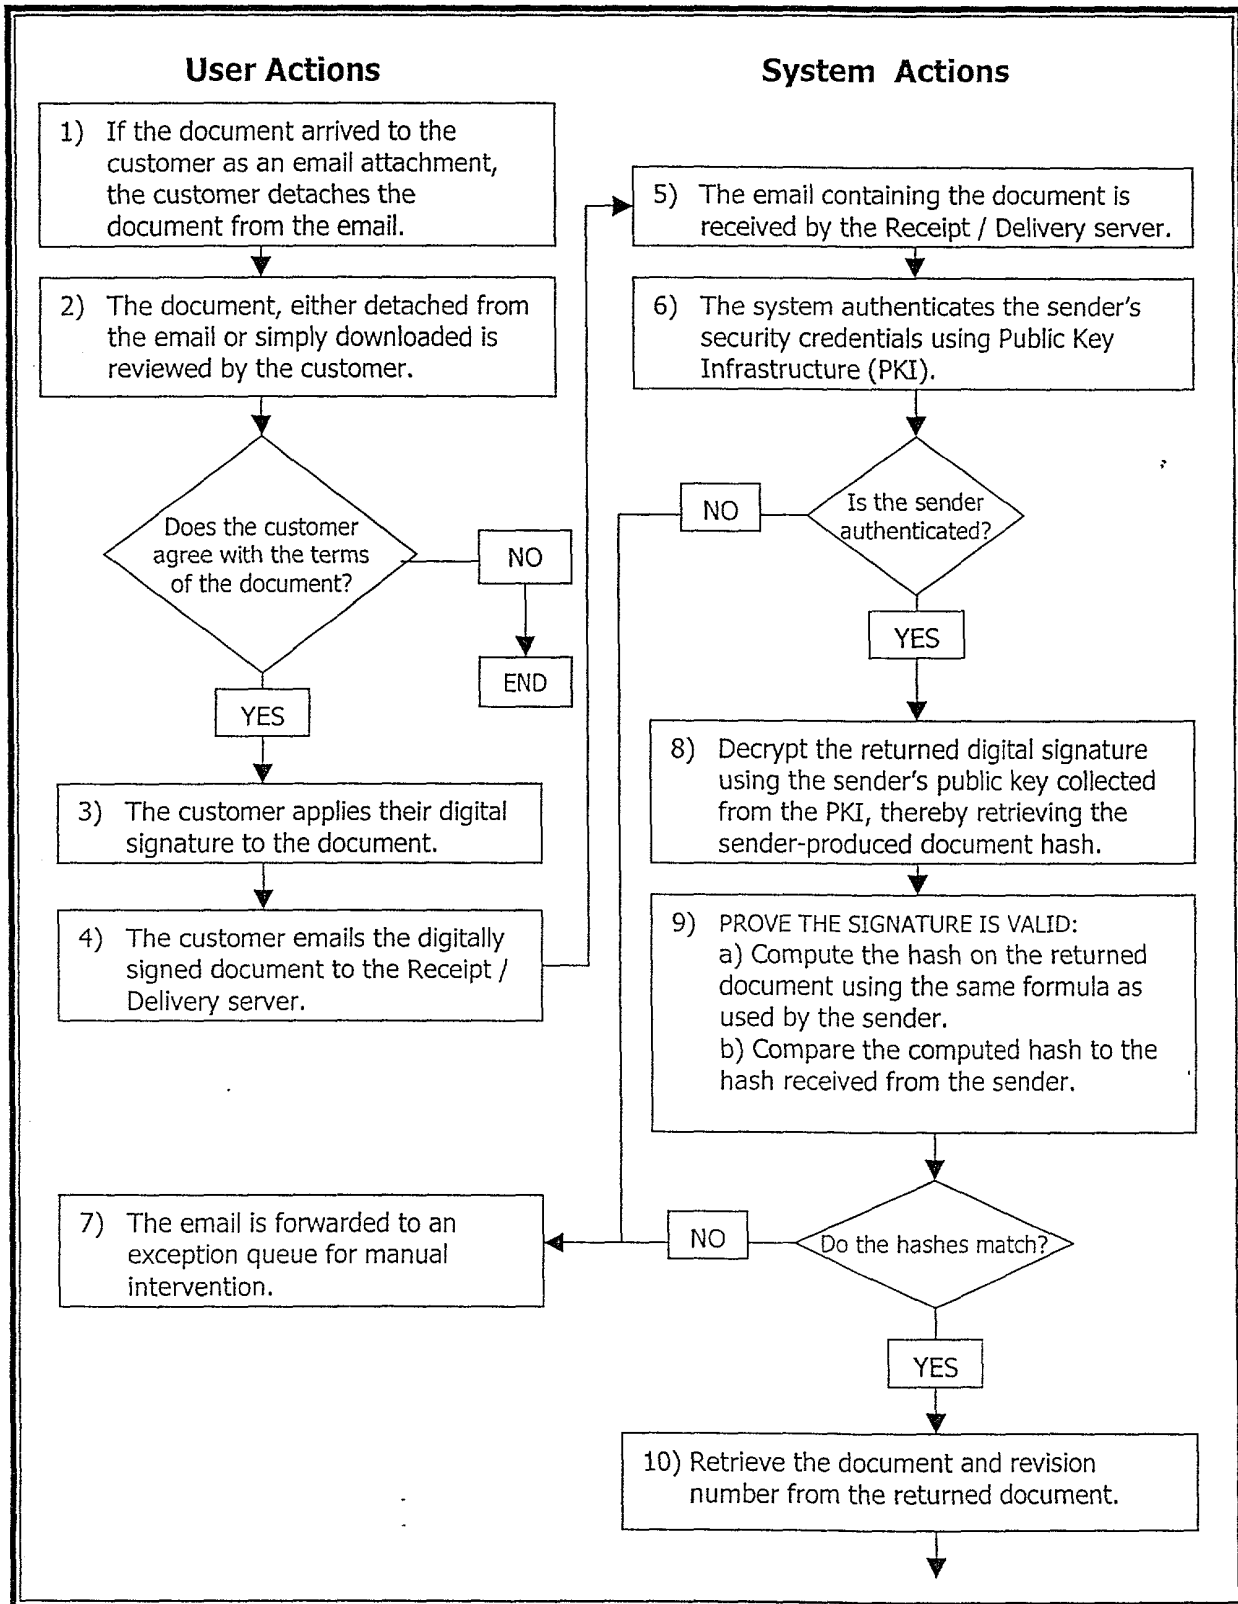 User Actions
1) If the document arrived to the
customer as an email attachment,
the customer detaches the
document from the email.
2) The document, either detached from
the email or simply downloaded is
reviewed by the customer.
Does the customer
agree with the terms
of the document?
NO
END
YES
3) The customer applies their digital
signature to the document.
4) The customer emails the digitally
signed document to the Receipt /
Delivery server.
System Actions
5) The email containing the document is
received by the Receipt / Delivery server.
6) The system authenticates the sender's
security credentials using Public Key
Infrastructure (PKI).
Is the sender
authenticated?
NO
YES
7) The email is forwarded to an
exception queue for manual
intervention.
8) Decrypt the returned digital signature
using the sender's public key collected
from the PKI, thereby retrieving the
sender-produced document hash.
9) PROVE THE SIGNATURE IS VALID:
a) Compute the hash on the returned
document using the same formula as
used by the sender.
b) Compare the computed hash to the
hash received from the sender.
Do the hashes match?
NO
YES
10) Retrieve the document and revision
number from the returned document.